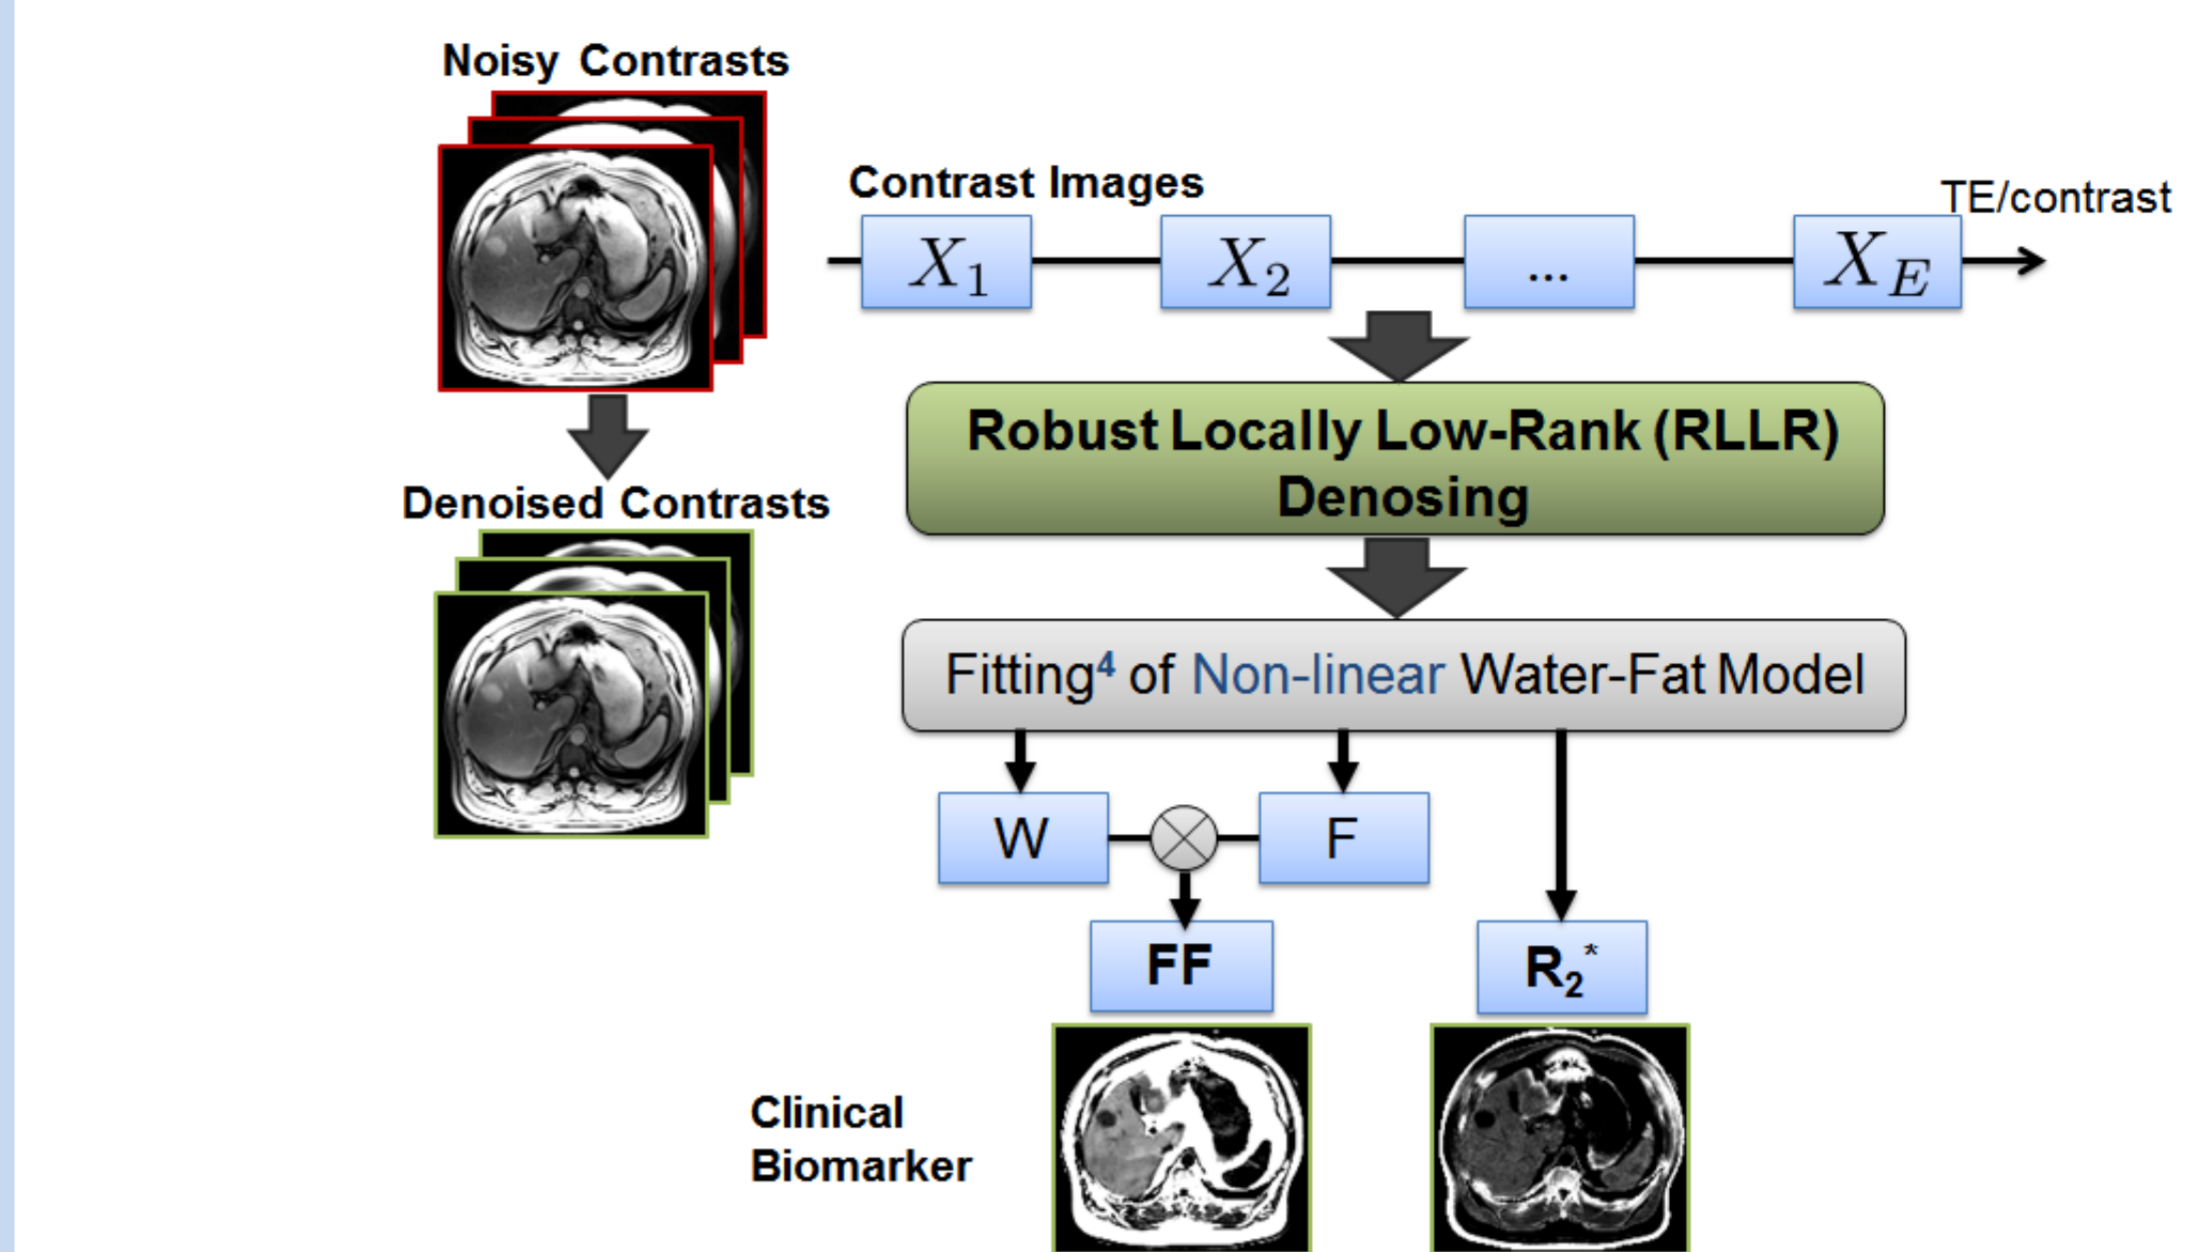 Noisy Contrasts
Contrast Images
TE/contrast
X₁
X₂
...
X_E
Robust Locally Low-Rank (RLLR)
Denosing
Denoised Contrasts
Fitting⁴ of Non-linear Water-Fat Model
W
F
FF
R₂*
Clinical
Biomarker